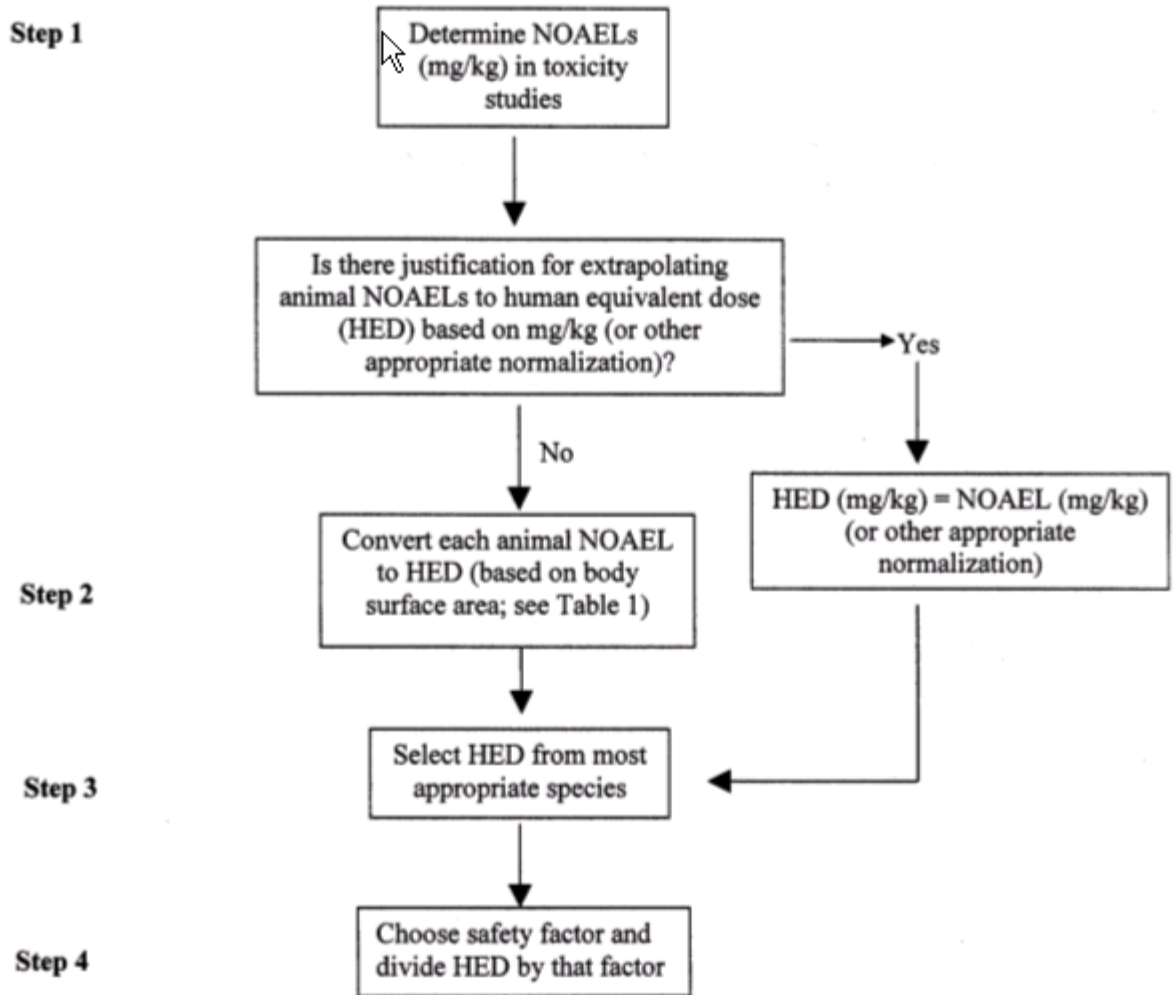 Step 1
Determine NOAELs
(mg/kg) in toxicity
studies
Is there justification for extrapolating
animal NOAELs to human equivalent dose
(HED) based on mg/kg (or other
appropriate normalization)?
Yes
No
HED (mg/kg) = NOAEL (mg/kg)
(or other appropriate
normalization)
Step 2
Convert each animal NOAEL
to HED (based on body
surface area; see Table 1)
Step 3
Select HED from most
appropriate species
Step 4
Choose safety factor and
divide HED by that factor